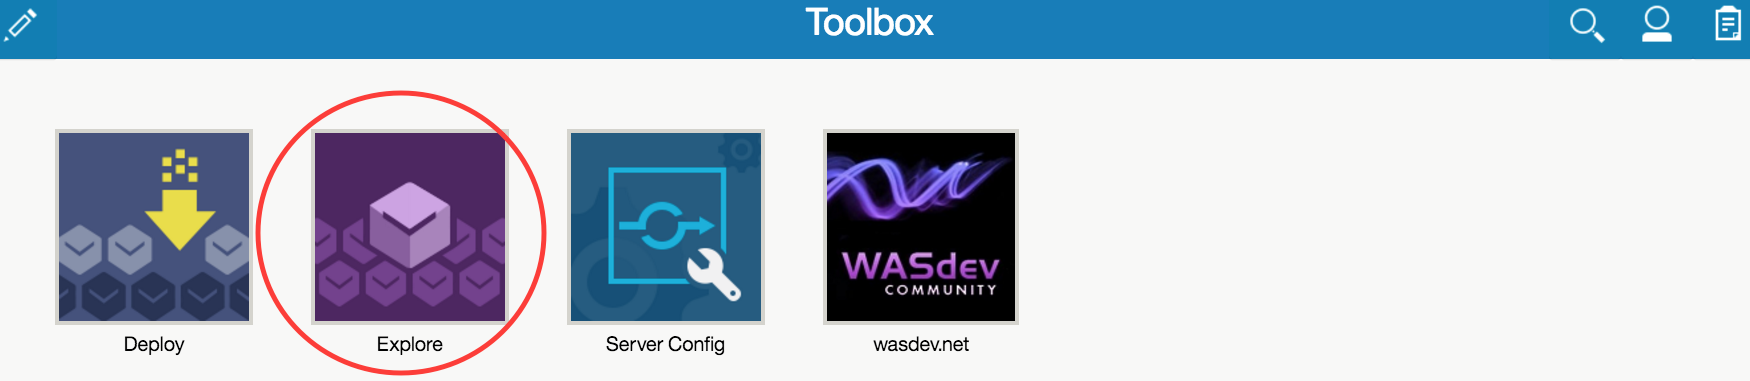 Toolbox
WASdev
COMMUNITY
Deploy
Explore
Server Config
wasdev.net